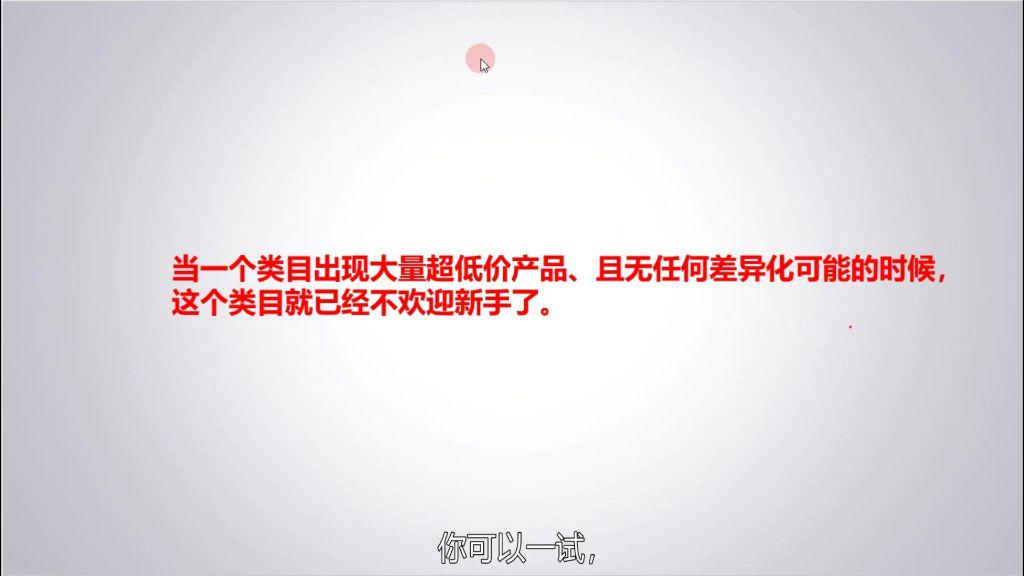 当一个类目出现大量超低价产品、且无任何差异化可能的时候，
这个类目就已经不欢迎新手了。
你可以一试，